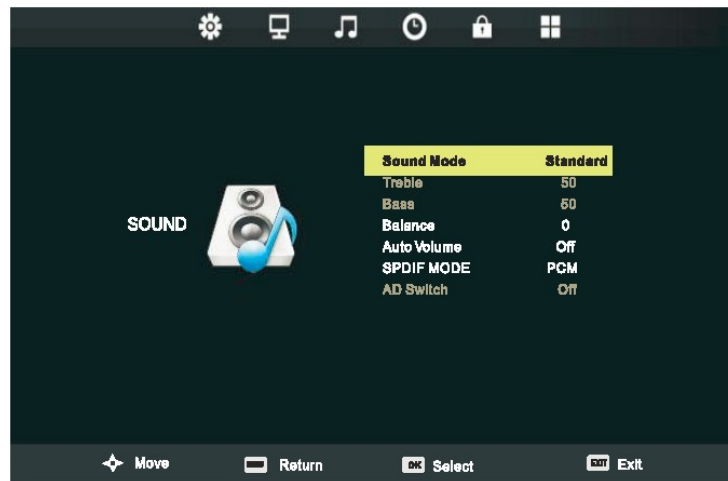 Sound Mode Standard
Treble 50
Bass 50
SOUND
Balance 0
Auto Volume Off
SPDIF MODE PCM
AD Switch Off
Move Return OK Select EXIT Exit